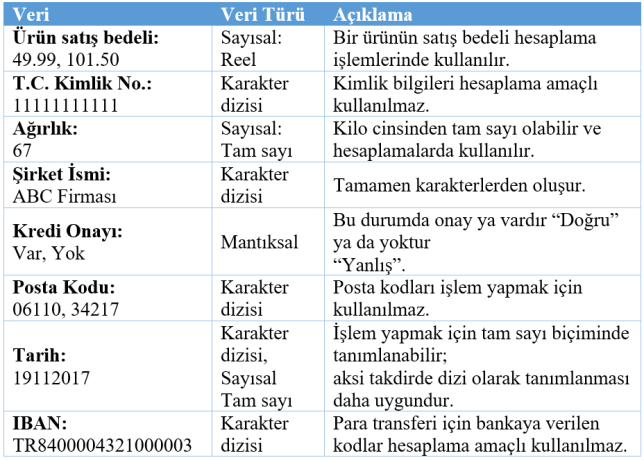 Veri Veri Türü Açıklama
Ürün satış bedeli: Sayısal: Bir ürünün satış bedeli hesaplama
49.99, 101.50 Reel işlemlerinde kullanılır.
T.C. Kimlik No.: Karakter Kimlik bilgileri hesaplama amaçlı
11111111111 dizisi kullanılmaz.
Ağırlık: Sayısal: Kilo cinsinden tam sayı olabilir ve
67 Tam sayı hesaplamalarda kullanılır.
Şirket İsmi: Karakter
ABC Firması dizisi
Tamamen karakterlerden oluşur.
Kredi Onayı:
Var, Yok
Mantıksal
Bu durumda onay ya vardır “Doğru”
ya da yoktur
“Yanlış”.
Posta Kodu: Karakter Posta kodları işlem yapmak için
06110, 34217 dizisi kullanılmaz.
Tarih:
19112017
Karakter
dizisi,
Sayısal
Tam sayı
İşlem yapmak için tam sayı biçiminde
tanımlanabilir;
aksi takdirde dizi olarak tanımlanması
daha uygundur.
IBAN: Karakter Para transferi için bankaya verilen
TR8400004321000003 dizisi kodlar hesaplama amaçlı kullanılmaz.